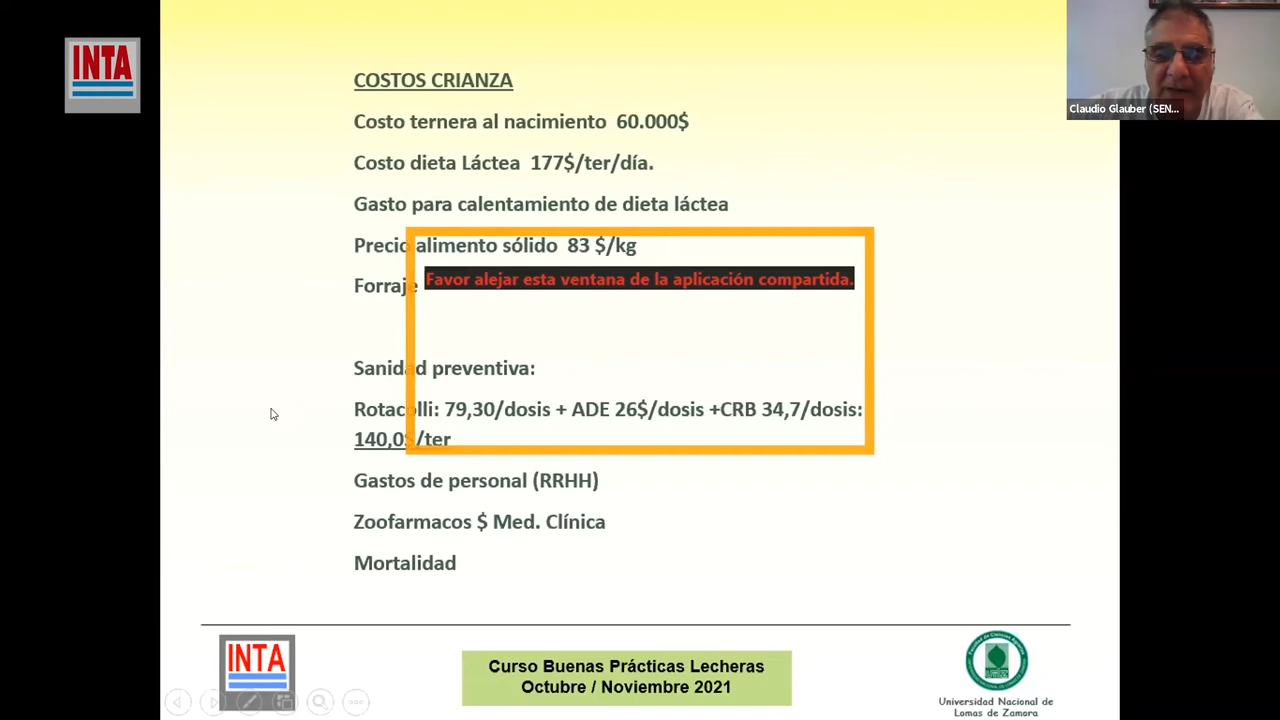 INTA
Claudio Glauber (SEN...
COSTOS CRIANZA
Costo ternera al nacimiento 60.000$
Costo dieta Láctea 177$/ter/día.
Gasto para calentamiento de dieta láctea
Precio alimento sólido 83 $/kg
Forraje
Favor alejar esta ventana de la aplicación compartida.
Sanidad preventiva:
Rotacolli: 79,30/dosis + ADE 26$/dosis +CRB 34,7/dosis:
140,0$/ter
Gastos de personal (RRHH)
Zoofarmacos $ Med. Clínica
Mortalidad
INTA
Curso Buenas Prácticas Lecheras
Octubre / Noviembre 2021
Universidad Nacional de
Lomas de Zamora